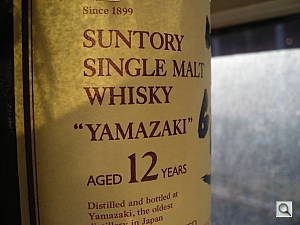 Since 1899
SUNTORY
SINGLE MALT
WHISKY
"YAMAZAKI"
AGED 12 YEARS
Distilled and bottled at
Yamazaki, the oldest
distillery in Japan